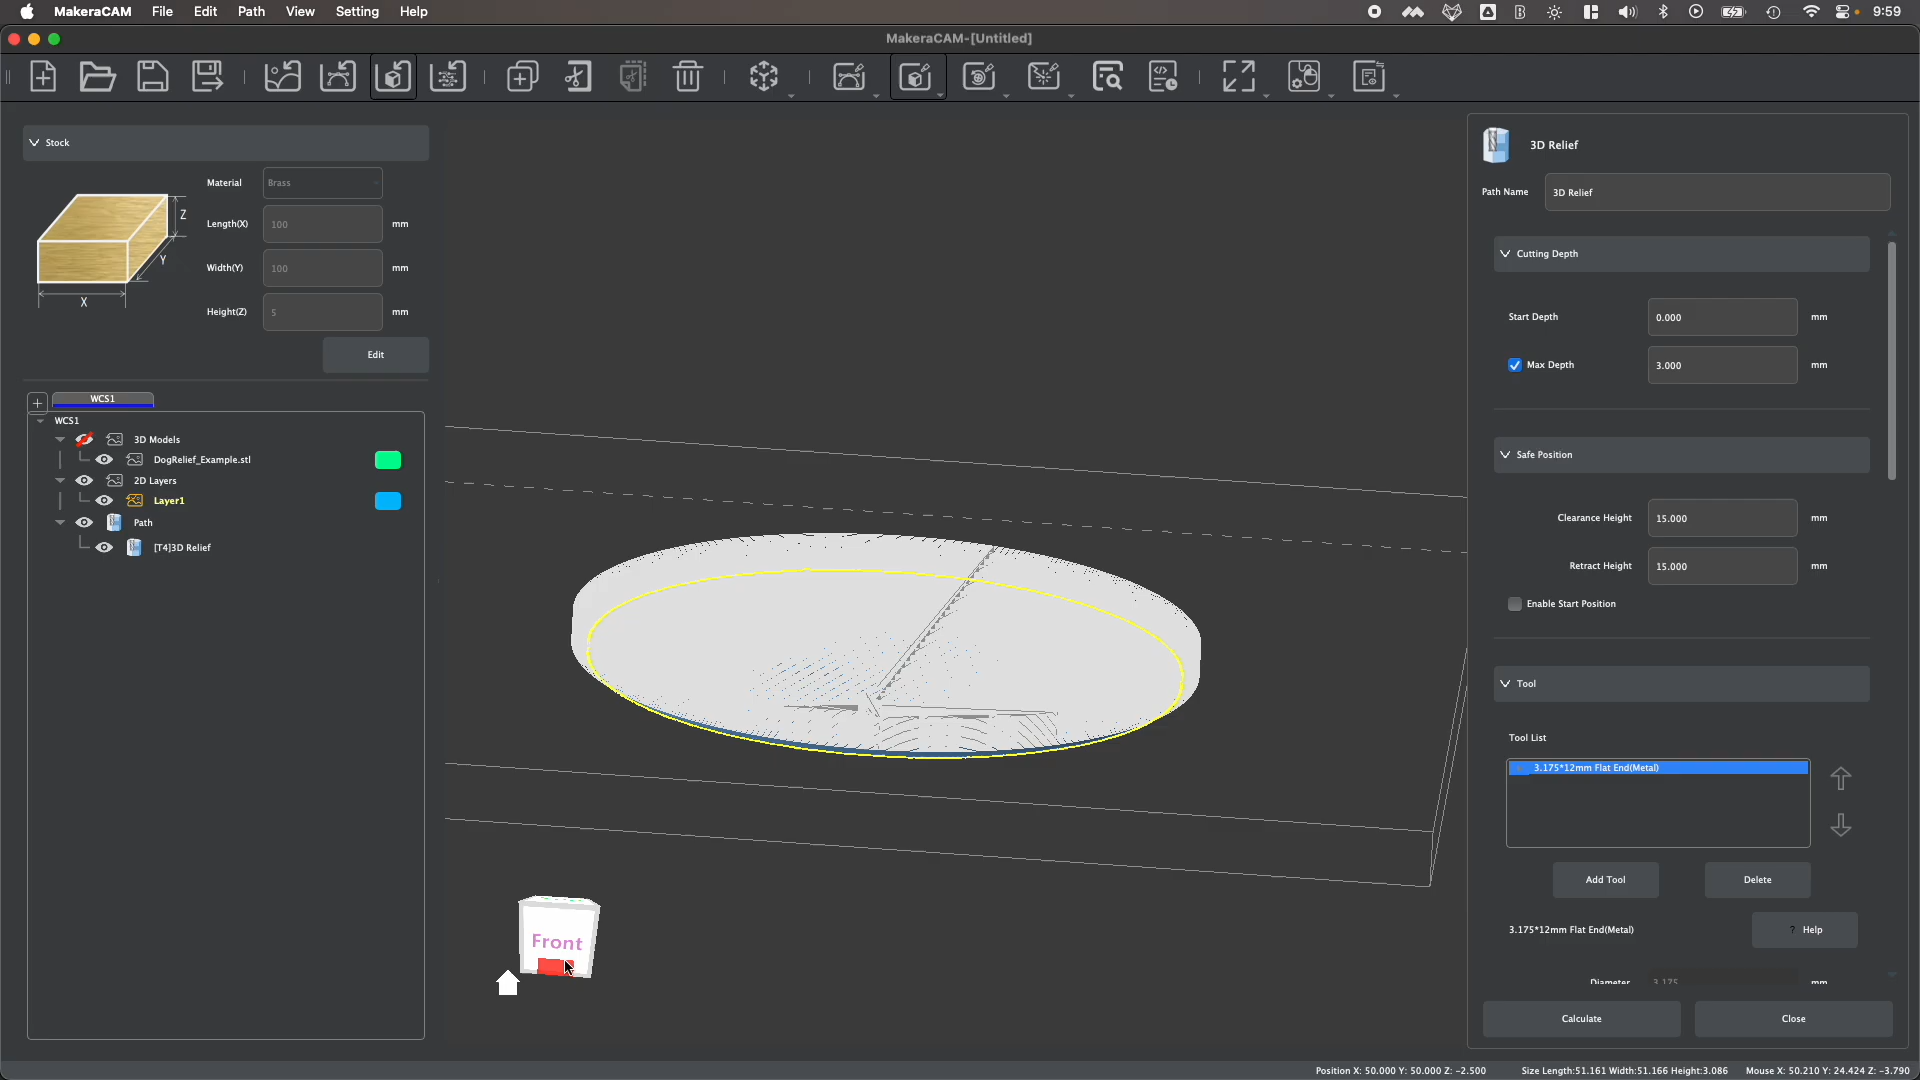 MakeraCAM File Edit Path View Setting Help
9:59
MakeraCAM-[Untitled]
Stock
Material Brass
Length(X) 100 mm
Width(Y) 100 mm
Height(Z) 5 mm
Z
Y
X
Edit
WCS1
WCS1
3D Models
DogRelief_Example.stl
2D Layers
Layer1
Path
[T4]3D Relief
Front
3D Relief
Path Name 3D Relief
Cutting Depth
Start Depth 0.000 mm
Max Depth 3.000 mm
Safe Position
Clearance Height 15.000 mm
Retract Height 15.000 mm
Enable Start Position
Tool
Tool List
3.175*12mm Flat End(Metal)
Add Tool Delete
3.175*12mm Flat End(Metal) ? Help
Diameter 3.175 mm
Calculate Close
Position X: 50.000 Y: 50.000 Z: -2.500 Size Length:51.161 Width:51.166 Height:3.086 Mouse X: 50.210 Y: 24.424 Z: -3.790